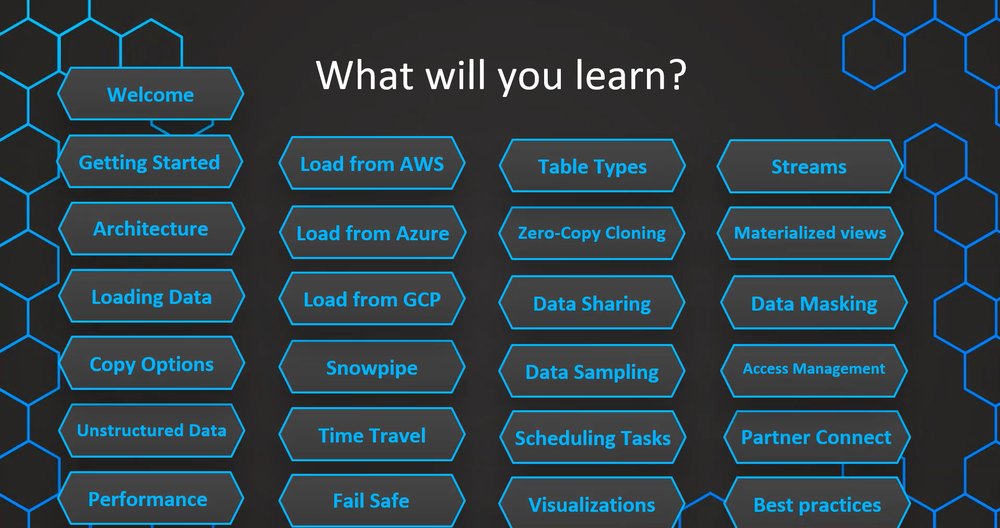 What will you learn?
Welcome
Getting Started
Architecture
Loading Data
Copy Options
Unstructured Data
Performance
Load from AWS
Load from Azure
Load from GCP
Snowpipe
Time Travel
Fail Safe
Table Types
Zero-Copy Cloning
Data Sharing
Data Sampling
Scheduling Tasks
Visualizations
Streams
Materialized views
Data Masking
Access Management
Partner Connect
Best practices